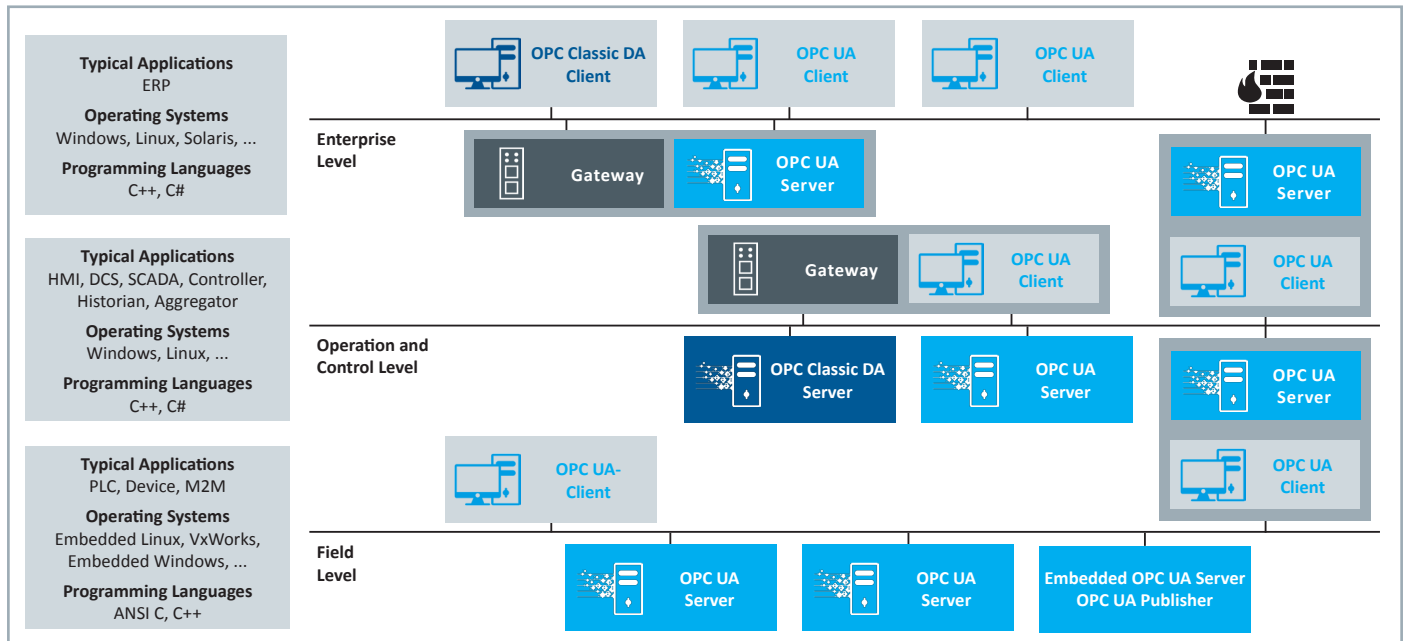 Typical Applications
ERP
Operating Systems
Windows, Linux, Solaris, ...
Programming Languages
C++, C#
Typical Applications
HMI, DCS, SCADA, Controller,
Historian, Aggregator
Operating Systems
Windows, Linux, ...
Programming Languages
C++, C#
Typical Applications
PLC, Device, M2M
Operating Systems
Embedded Linux, VxWorks,
Embedded Windows, ...
Programming Languages
ANSI C, C++
OPC Classic DA
Client
OPC UA
Client
OPC UA
Client
Enterprise
Level
Gateway
OPC UA
Server
OPC UA
Server
Gateway
OPC UA
Client
OPC UA
Client
Operation and
Control Level
OPC Classic DA
Server
OPC UA
Server
OPC UA
Server
OPC UA-
Client
OPC UA
Client
Field
Level
OPC UA
Server
OPC UA
Server
Embedded OPC UA Server
OPC UA Publisher